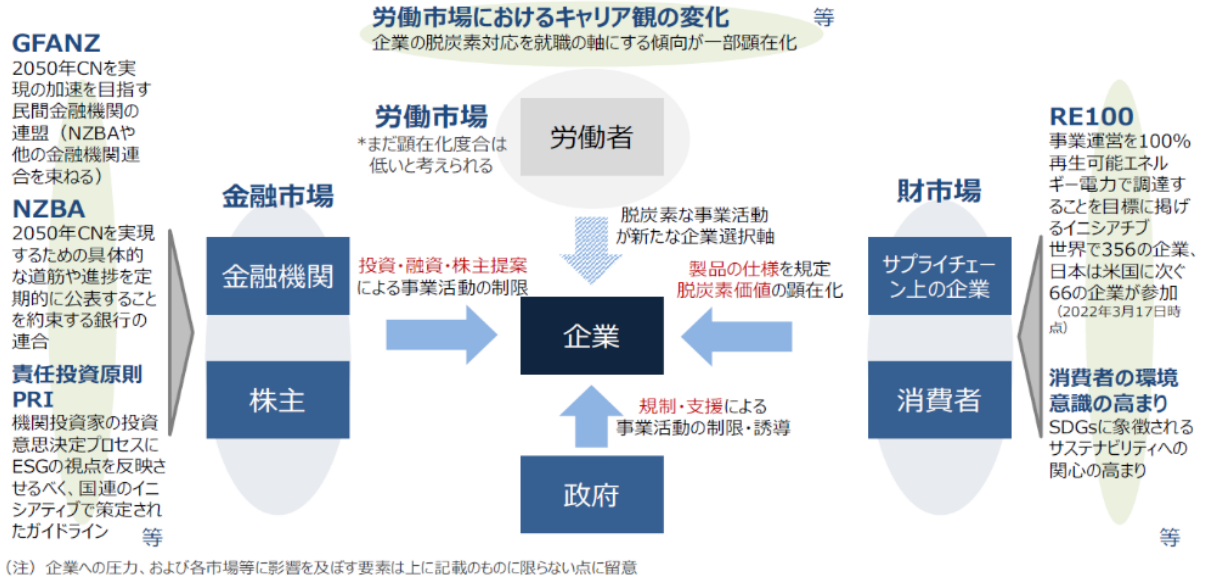 労働市場におけるキャリア観の変化
等
企業の脱炭素対応を就職の軸にする傾向が一部顕在化
GFANZ
2050年CNを実
現の加速を目指す
民間金融機関の
連盟（NZBAや
他の金融機関連
合を束ねる）
NZBA
2050年CNを実現
するための具体的
な道筋や進捗を定
期的に公表すること
を約束する銀行の
連合
責任投資原則
PRI
機関投資家の投資
意思決定プロセスに
ESGの視点を反映さ
せるべく、国連のイニ
シアティブで策定され
たガイドライン
等
金融市場
金融機関
株主
投資・融資・株主提案
による事業活動の制限
労働市場
*まだ顕在化度合は
低いと考えられる
労働者
脱炭素な事業活動
が新たな企業選択軸
企業
規制・支援による
事業活動の制限・誘導
政府
製品の仕様を規定
脱炭素価値の顕在化
財市場
サプライチェー
ン上の企業
消費者
RE100
事業運営を100%
再生可能エネル
ギー電力で調達す
ることを目標に掲げ
るイニシアチブ
世界で356の企業、
日本は米国に次ぐ
66の企業が参加
（2022年3月17日時
点）
消費者の環境
意識の高まり
SDGsに象徴される
サステナビリティへの
関心の高まり
等
（注）企業への圧力、および各市場等に影響を及ぼす要素は上に記載のものに限らない点に留意